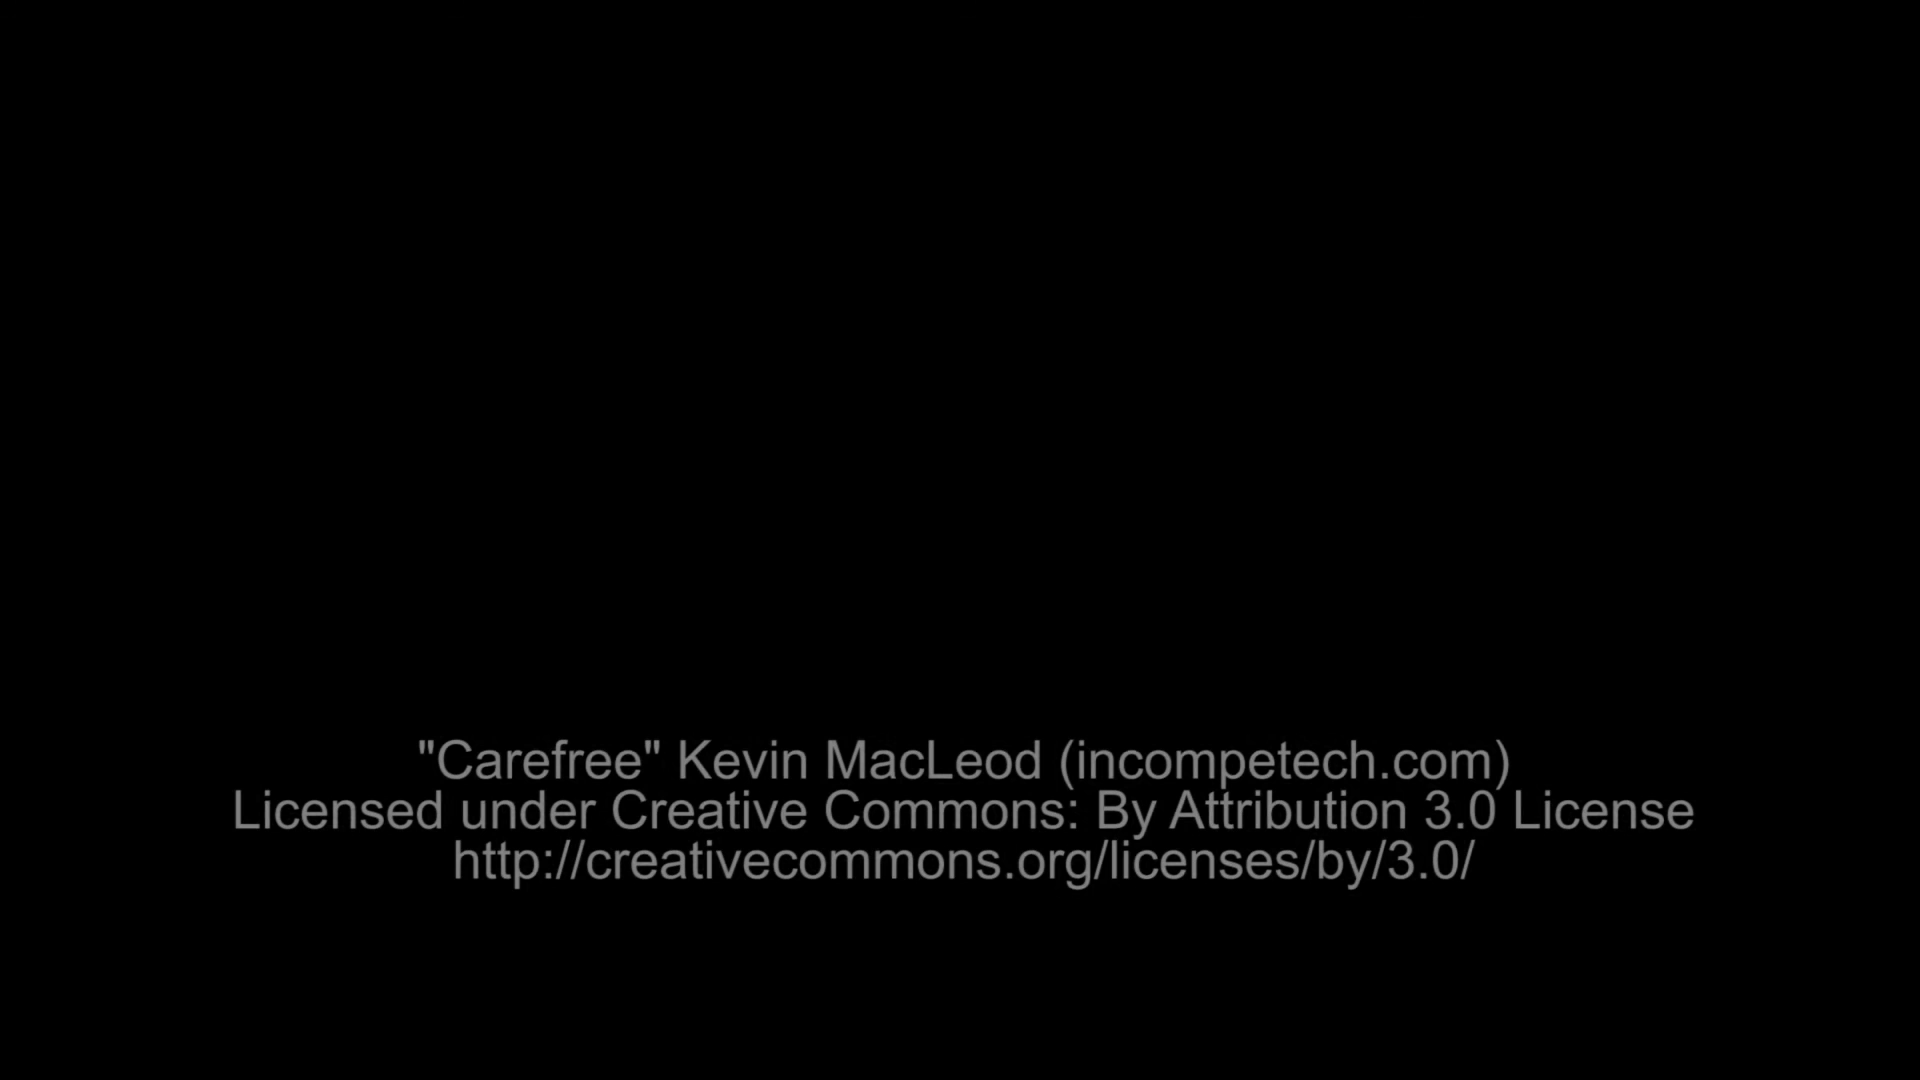 "Carefree" Kevin MacLeod (incompetech.com)
Licensed under Creative Commons: By Attribution 3.0 License
http://creativecommons.org/licenses/by/3.0/